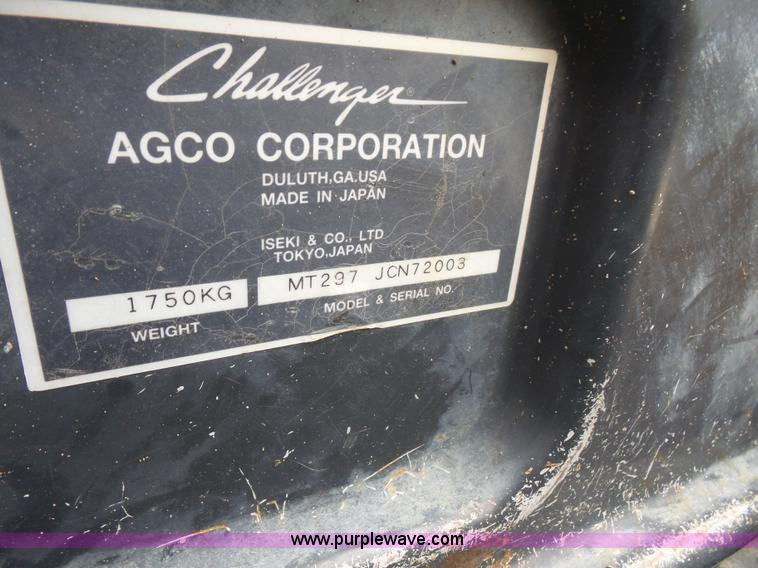 Challenger
AGCO CORPORATION
DULUTH,GA.USA
MADE IN JAPAN
ISEKI & CO., LTD
TOKYO,JAPAN
1750KG
MT297 JCN72003
WEIGHT
MODEL & SERIAL NO.
www.purplewave.com